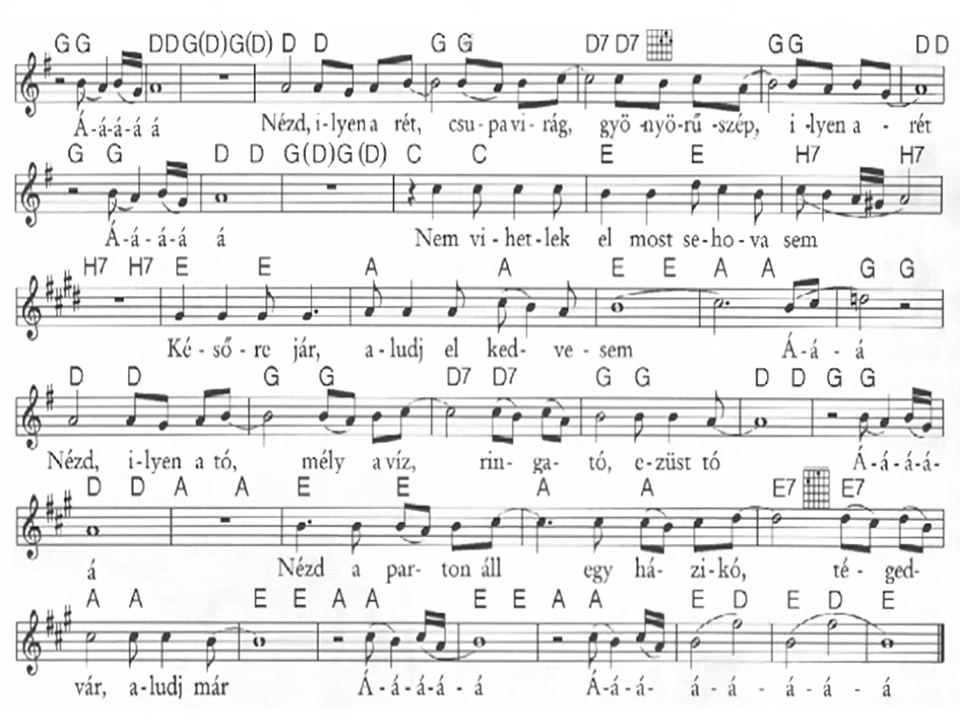 G G D D G(D) G(D) D D G G D7 D7 G G D D
Á-á-á-á á Nézd, i-lyen a rét, csu-pa vi-rág, gyö-nyö-rű-szép, i-lyen a - rét
G G D D G(D) G (D) C C E E H7 H7
Á-á-á-á á Nem vi-het-lek el most se-ho-va sem
H7 H7 E E A A E E A A G G
Ké-ső-re jár, a-ludj el ked-ve-sem Á-á-á
D D G G D7 D7 G G D D G G
Nézd, i-lyen a tó, mély a víz, rin-ga-tó, ezüst tó Á-á-á-á-
D D A A E E A A E7 E7
á Nézd a par-ton áll egy há-zi-kó, té-ged-
A A E E A A E E A A E D E D E
vár, a-ludj már Á-á-á-á-á Á-á-á-á-á-á-á-á